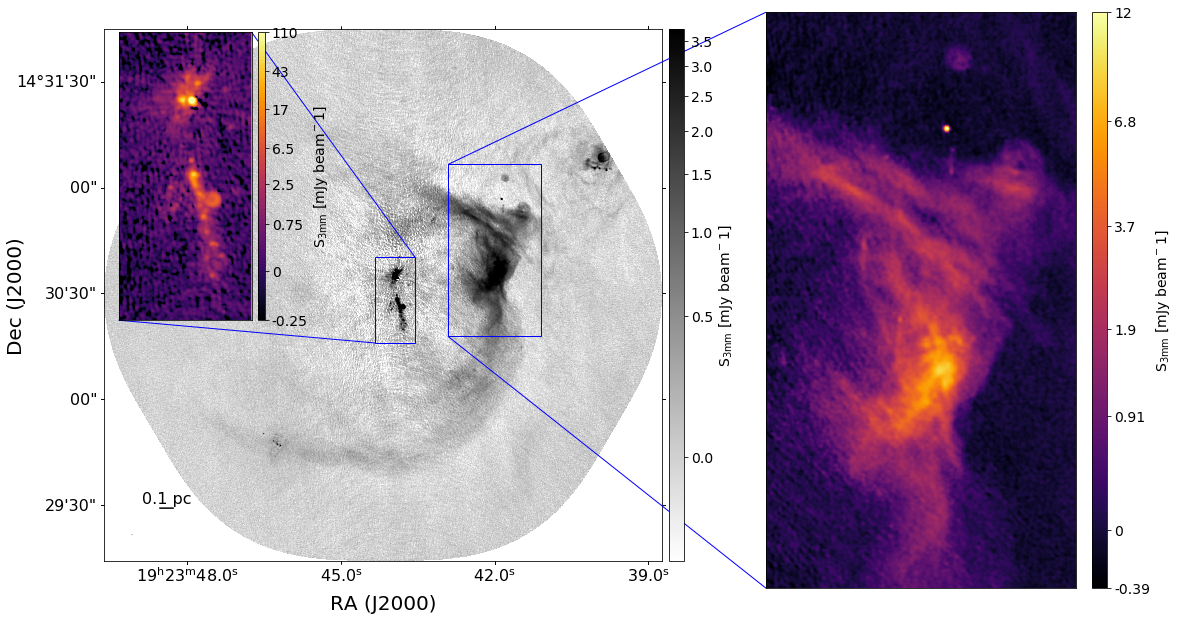 Dec (J2000)
14°31'30"
00"
30'30"
00"
29'30"
19ʰ23ᵐ48.0ˢ
45.0ˢ
42.0ˢ
39.0ˢ
RA (J2000)
0.1 pc
110
43
17
6.5
2.5
0.75
0
-0.25
S₃ₘₘ [mJy beam⁻1]
3.5
3.0
2.5
2.0
1.5
1.0
0.5
0.0
S₃ₘₘ [mJy beam⁻1]
12
6.8
3.7
1.9
0.91
0
-0.39
S₃ₘₘ [mJy beam⁻1]